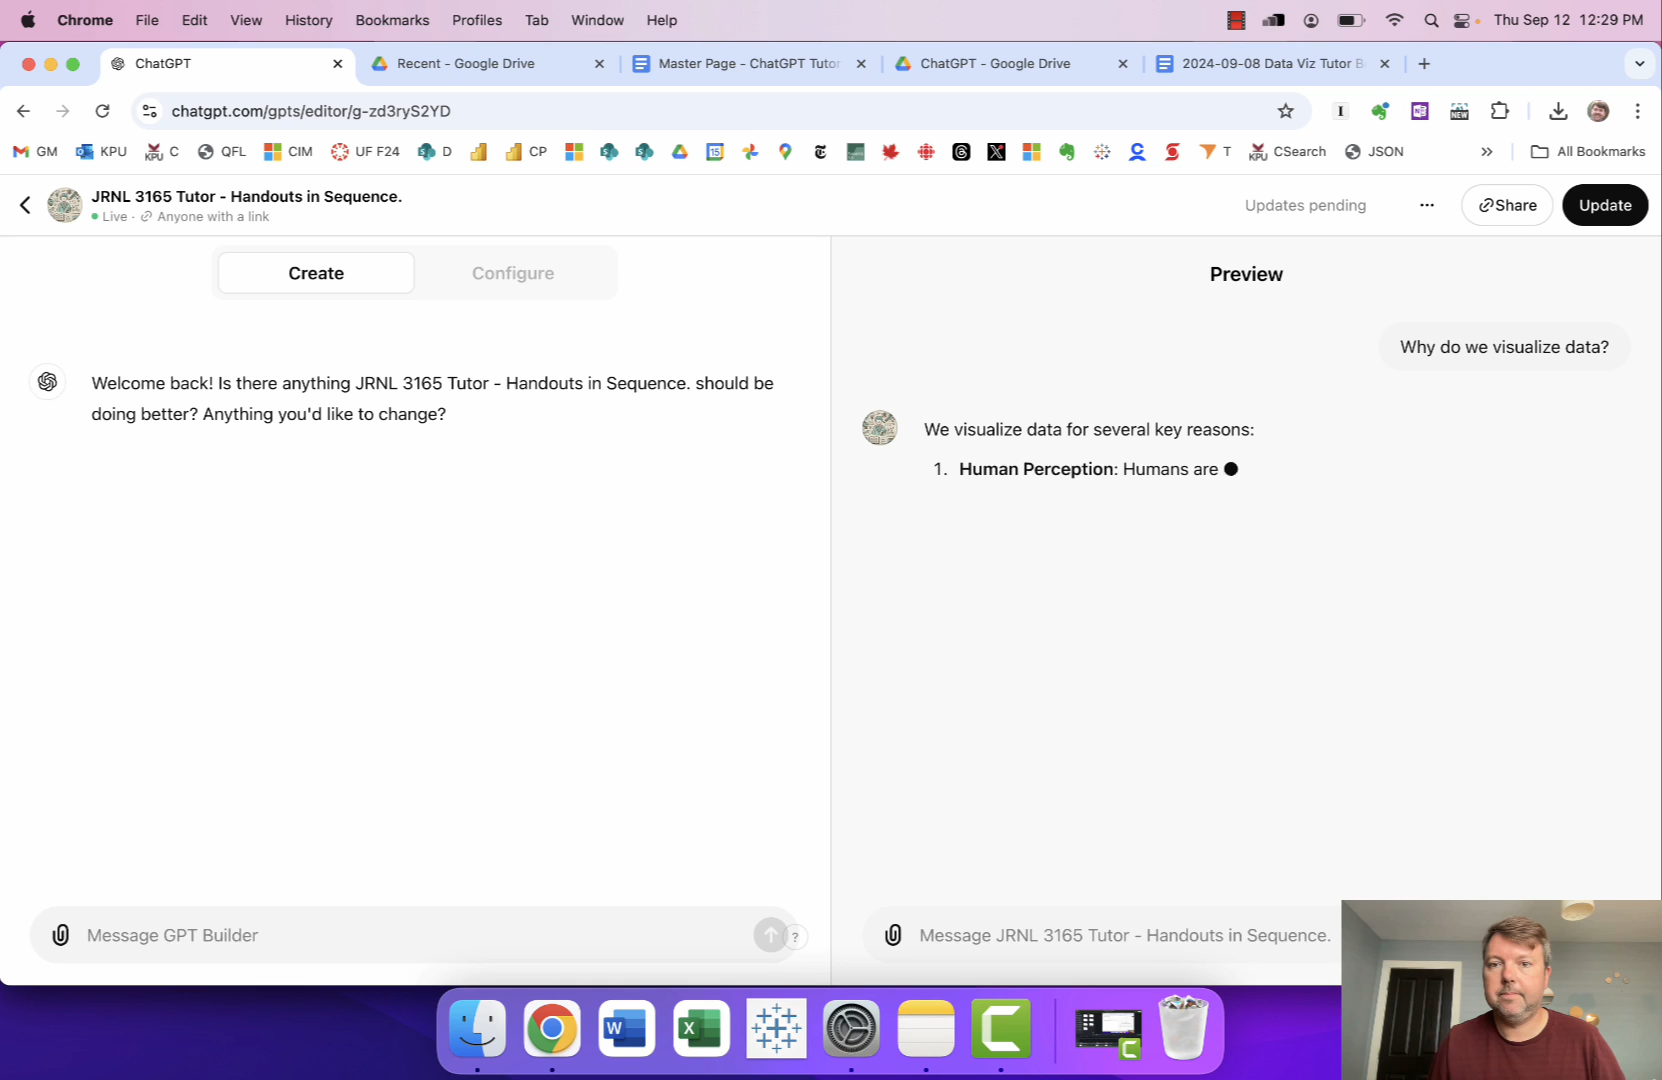 Chrome File Edit View History Bookmarks Profiles Tab Window Help Thu Sep 12 12:29 PM
ChatGPT Recent - Google Drive Master Page - ChatGPT Tutor ChatGPT - Google Drive 2024-09-08 Data Viz Tutor B
chatgpt.com/gpts/editor/g-zd3ryS2YD
GM KPU C QFL CIM UF F24 D CP T CSearch JSON » All Bookmarks
JRNL 3165 Tutor - Handouts in Sequence.
Live · Anyone with a link
Updates pending ... Share Update
Create Configure
Preview
Why do we visualize data?
Welcome back! Is there anything JRNL 3165 Tutor - Handouts in Sequence. should be
doing better? Anything you'd like to change?
We visualize data for several key reasons:
1. Human Perception: Humans are
Message GPT Builder ?
Message JRNL 3165 Tutor - Handouts in Sequence.